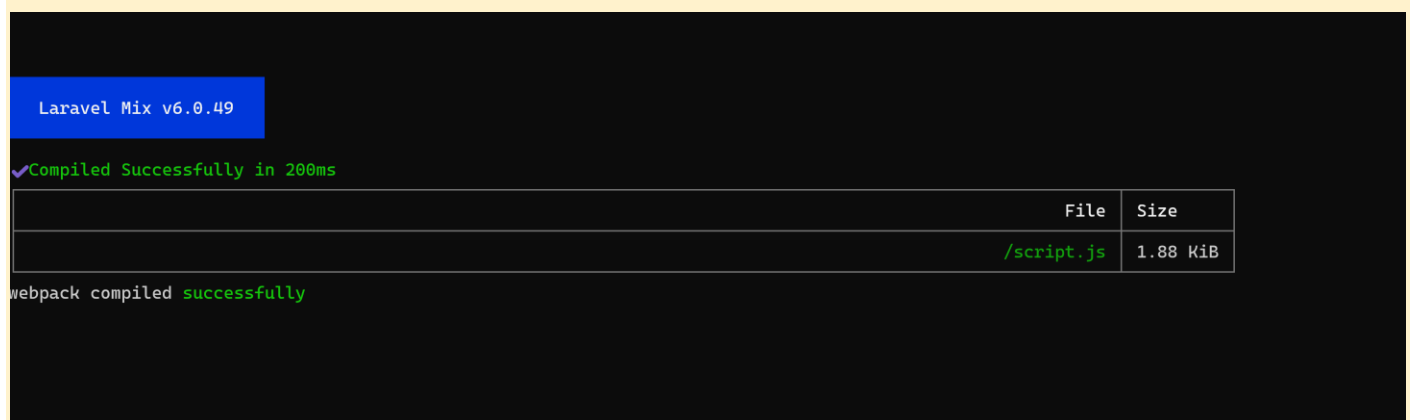 Laravel Mix v6.0.49
✔Compiled Successfully in 200ms
File Size
/script.js 1.88 KiB
webpack compiled successfully